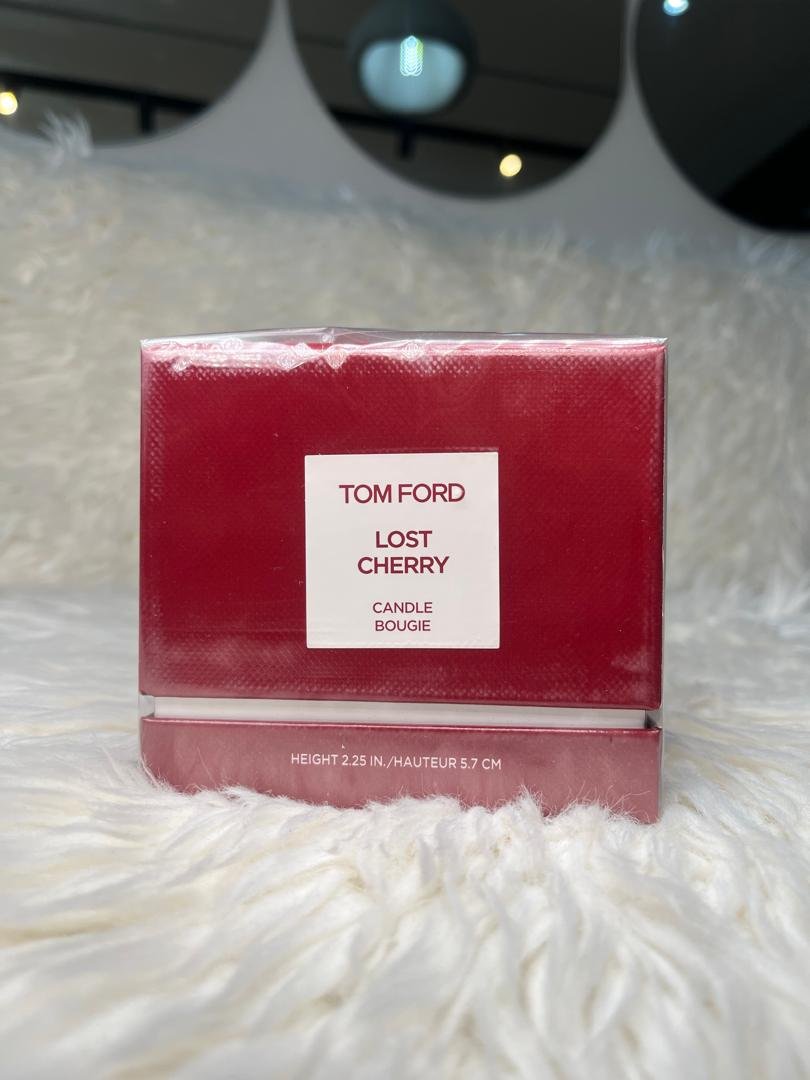 TOM FORD
LOST
CHERRY
CANDLE
BOUGIE
HEIGHT 2.25 IN./HAUTEUR 5.7 CM